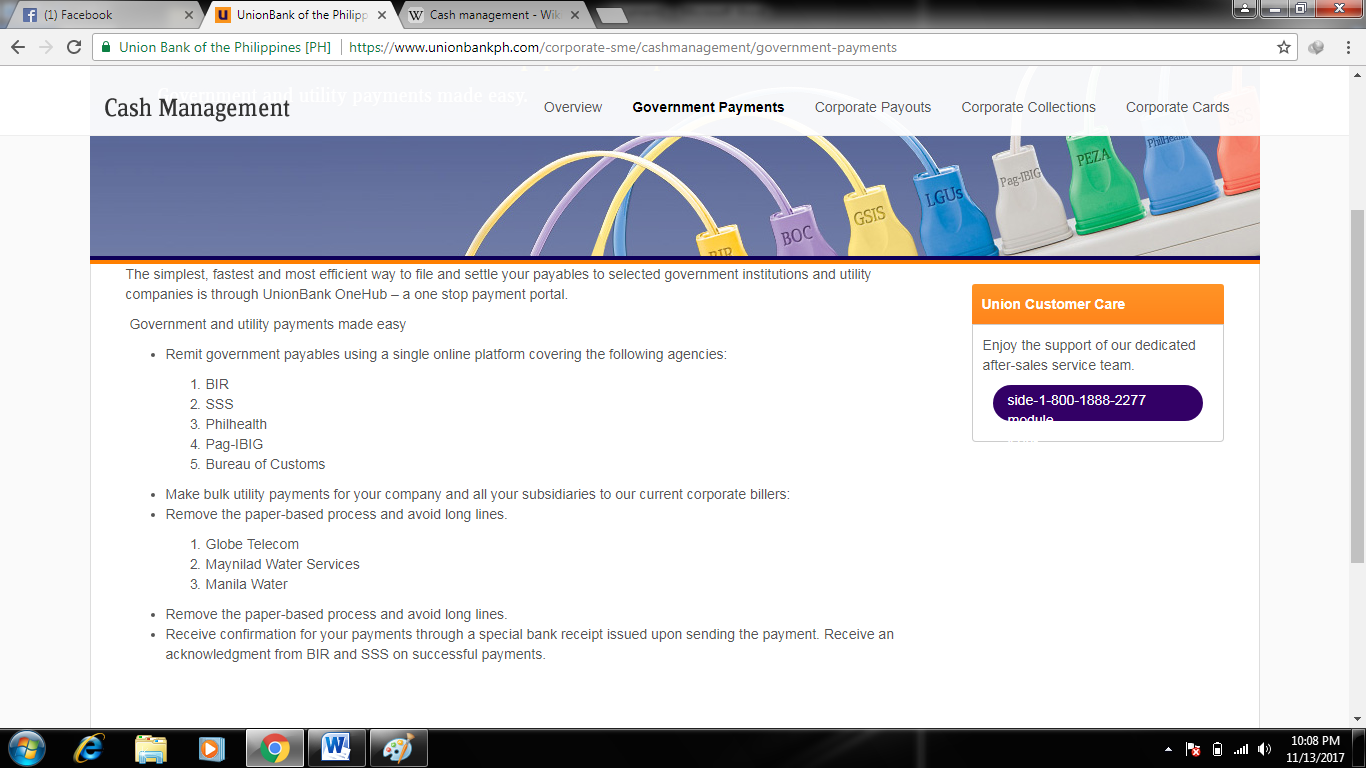 (1) Facebook
UnionBank of the Philipp
Cash management - Wik
Union Bank of the Philippines [PH]
https://www.unionbankph.com/corporate-sme/cashmanagement/government-payments
Government and utility payments made easy.
Cash Management
Overview
Government Payments
Corporate Payouts
Corporate Collections
Corporate Cards
BIR
BOC
GSIS
LGUs
Pag-IBIG
PEZA
PhilHealth
The simplest, fastest and most efficient way to file and settle your payables to selected government institutions and utility
companies is through UnionBank OneHub – a one stop payment portal.
Government and utility payments made easy
• Remit government payables using a single online platform covering the following agencies:
1. BIR
2. SSS
3. Philhealth
4. Pag-IBIG
5. Bureau of Customs
• Make bulk utility payments for your company and all your subsidiaries to our current corporate billers:
• Remove the paper-based process and avoid long lines.
1. Globe Telecom
2. Maynilad Water Services
3. Manila Water
• Remove the paper-based process and avoid long lines.
• Receive confirmation for your payments through a special bank receipt issued upon sending the payment. Receive an
acknowledgment from BIR and SSS on successful payments.
Union Customer Care
Enjoy the support of our dedicated
after-sales service team.
side-1-800-1888-2277
module
10:08 PM
11/13/2017